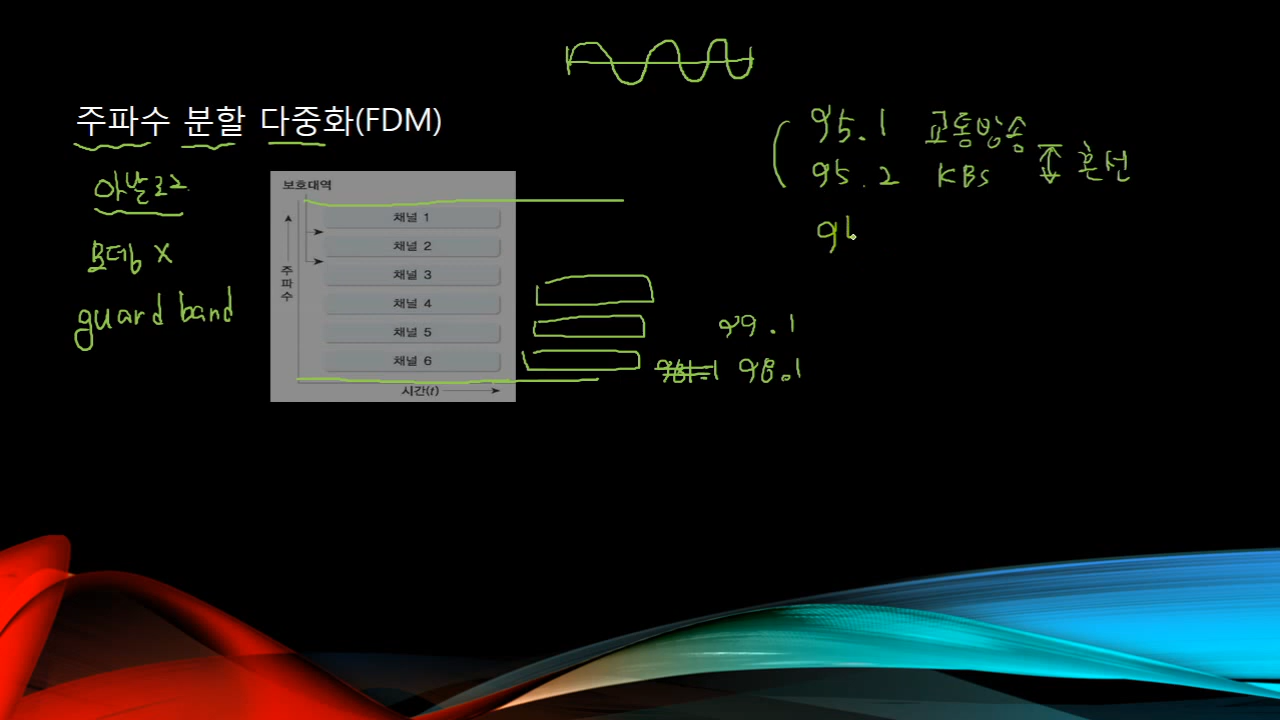 주파수 분할 다중화(FDM)
아날로그
모뎀 X
guard band
보호대역
채널 1
채널 2
채널 3
채널 4
채널 5
채널 6
주파수
시간(t)
95.1 교통방송
95.2 KBS
혼선
99.1
98.1